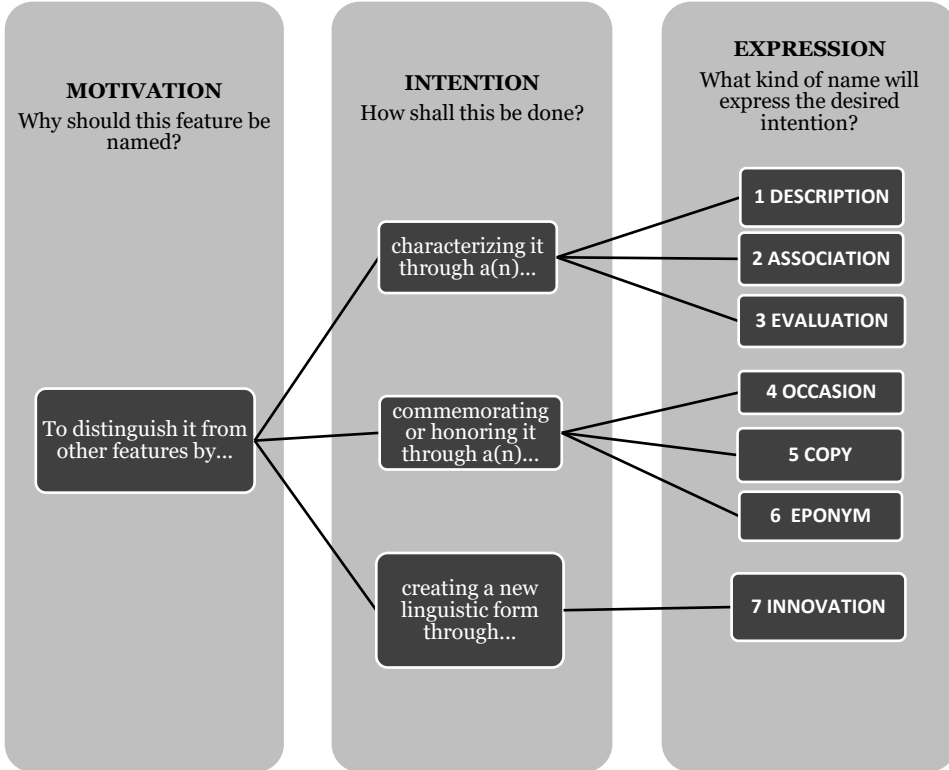 MOTIVATION
Why should this feature be
named?
To distinguish it from
other features by...
INTENTION
How shall this be done?
characterizing it
through a(n)...
commemorating
or honoring it
through a(n)...
creating a new
linguistic form
through...
EXPRESSION
What kind of name will
express the desired
intention?
1 DESCRIPTION
2 ASSOCIATION
3 EVALUATION
4 OCCASION
5 COPY
6 EPONYM
7 INNOVATION